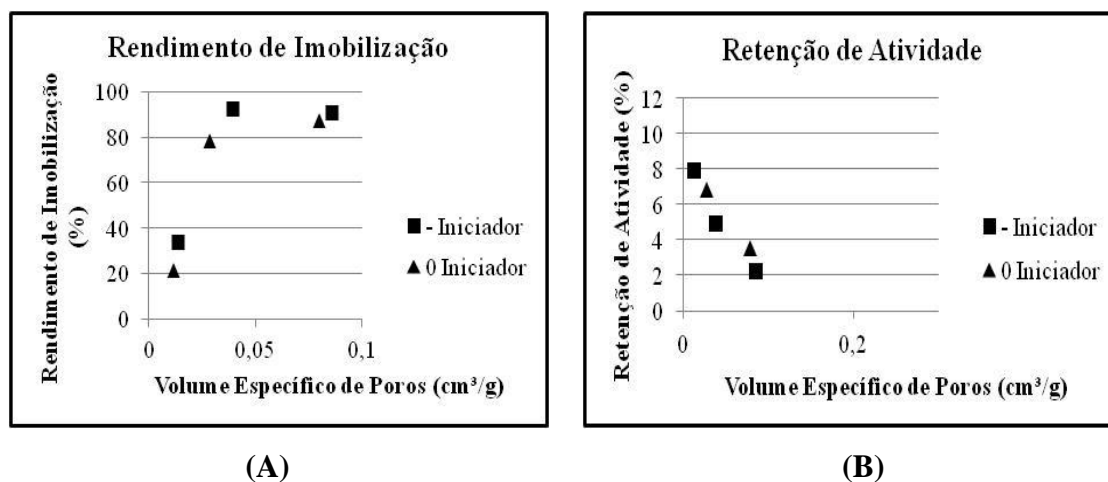 Rendimento de Imobilização
Rendimento de Imobilização
(%)
100
80
60
40
20
0
0
0,05
0,1
Volume Específico de Poros (cm³/g)
- Iniciador
0 Iniciador
(A)
Retenção de Atividade
Retenção de Atividade (%)
12
10
8
6
4
2
0
0
0,2
Volume Específico de Poros (cm³/g)
- Iniciador
0 Iniciador
(B)